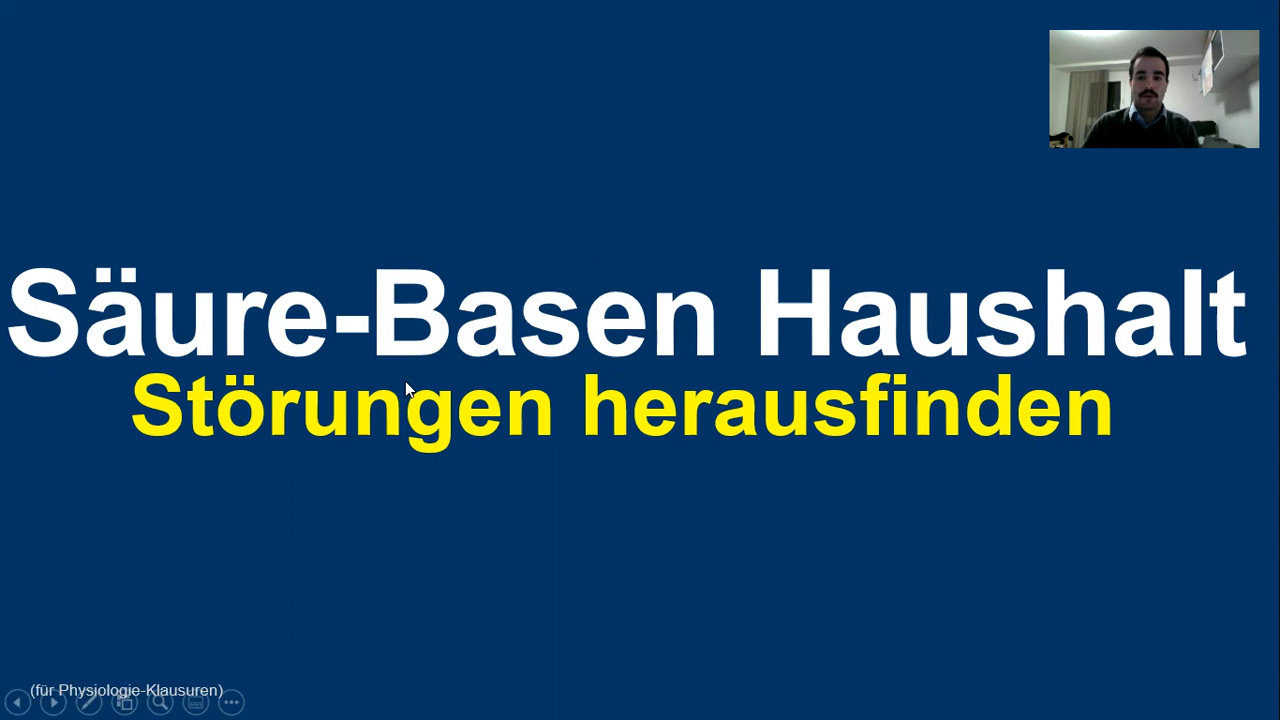 Säure-Basen Haushalt
Störungen herausfinden
(für Physiologie-Klausuren)